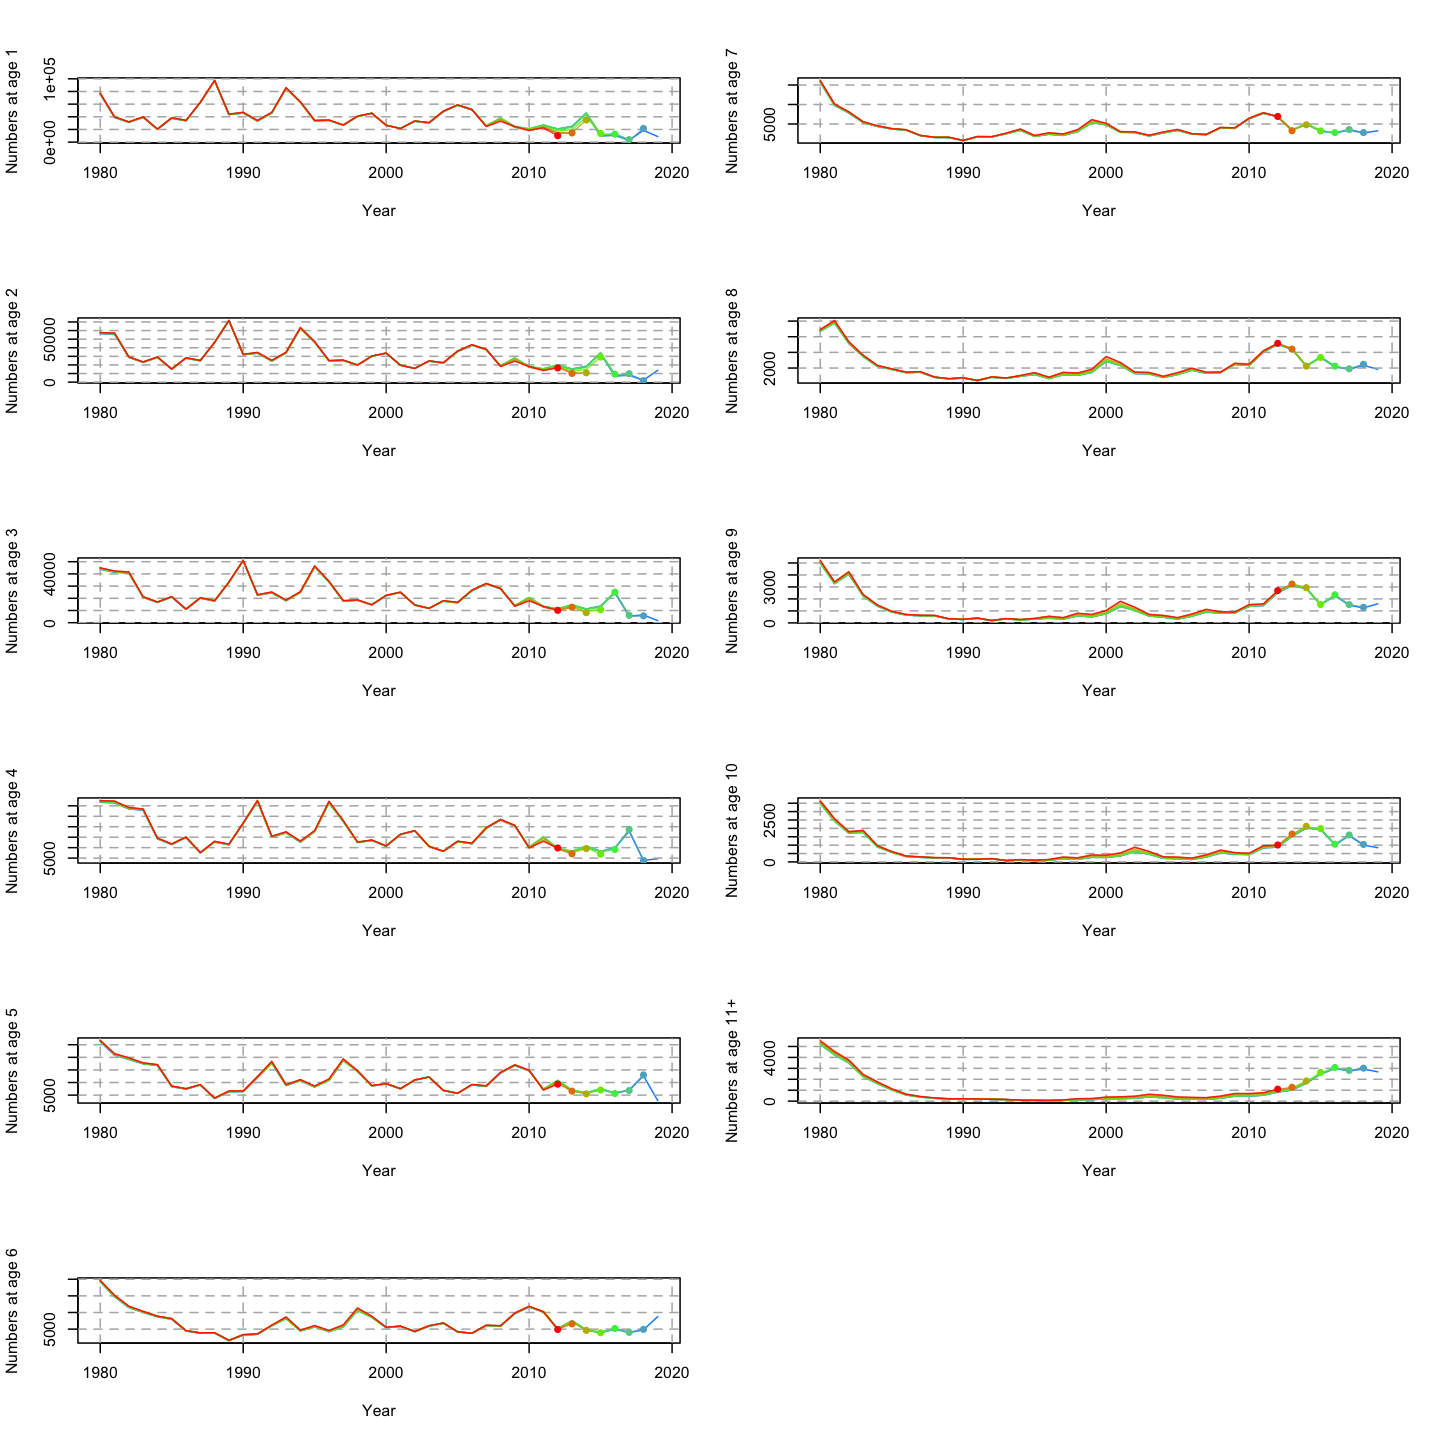 Numbers at age 1
1e+05
0e+00
1980 1990 2000 2010 2020
Year
Numbers at age 2
50000
0
1980 1990 2000 2010 2020
Year
Numbers at age 3
40000
0
1980 1990 2000 2010 2020
Year
Numbers at age 4
5000
1980 1990 2000 2010 2020
Year
Numbers at age 5
5000
1980 1990 2000 2010 2020
Year
Numbers at age 6
5000
1980 1990 2000 2010 2020
Year
Numbers at age 7
5000
1980 1990 2000 2010 2020
Year
Numbers at age 8
2000
1980 1990 2000 2010 2020
Year
Numbers at age 9
3000
0
1980 1990 2000 2010 2020
Year
Numbers at age 10
2500
0
1980 1990 2000 2010 2020
Year
Numbers at age 11+
4000
0
1980 1990 2000 2010 2020
Year